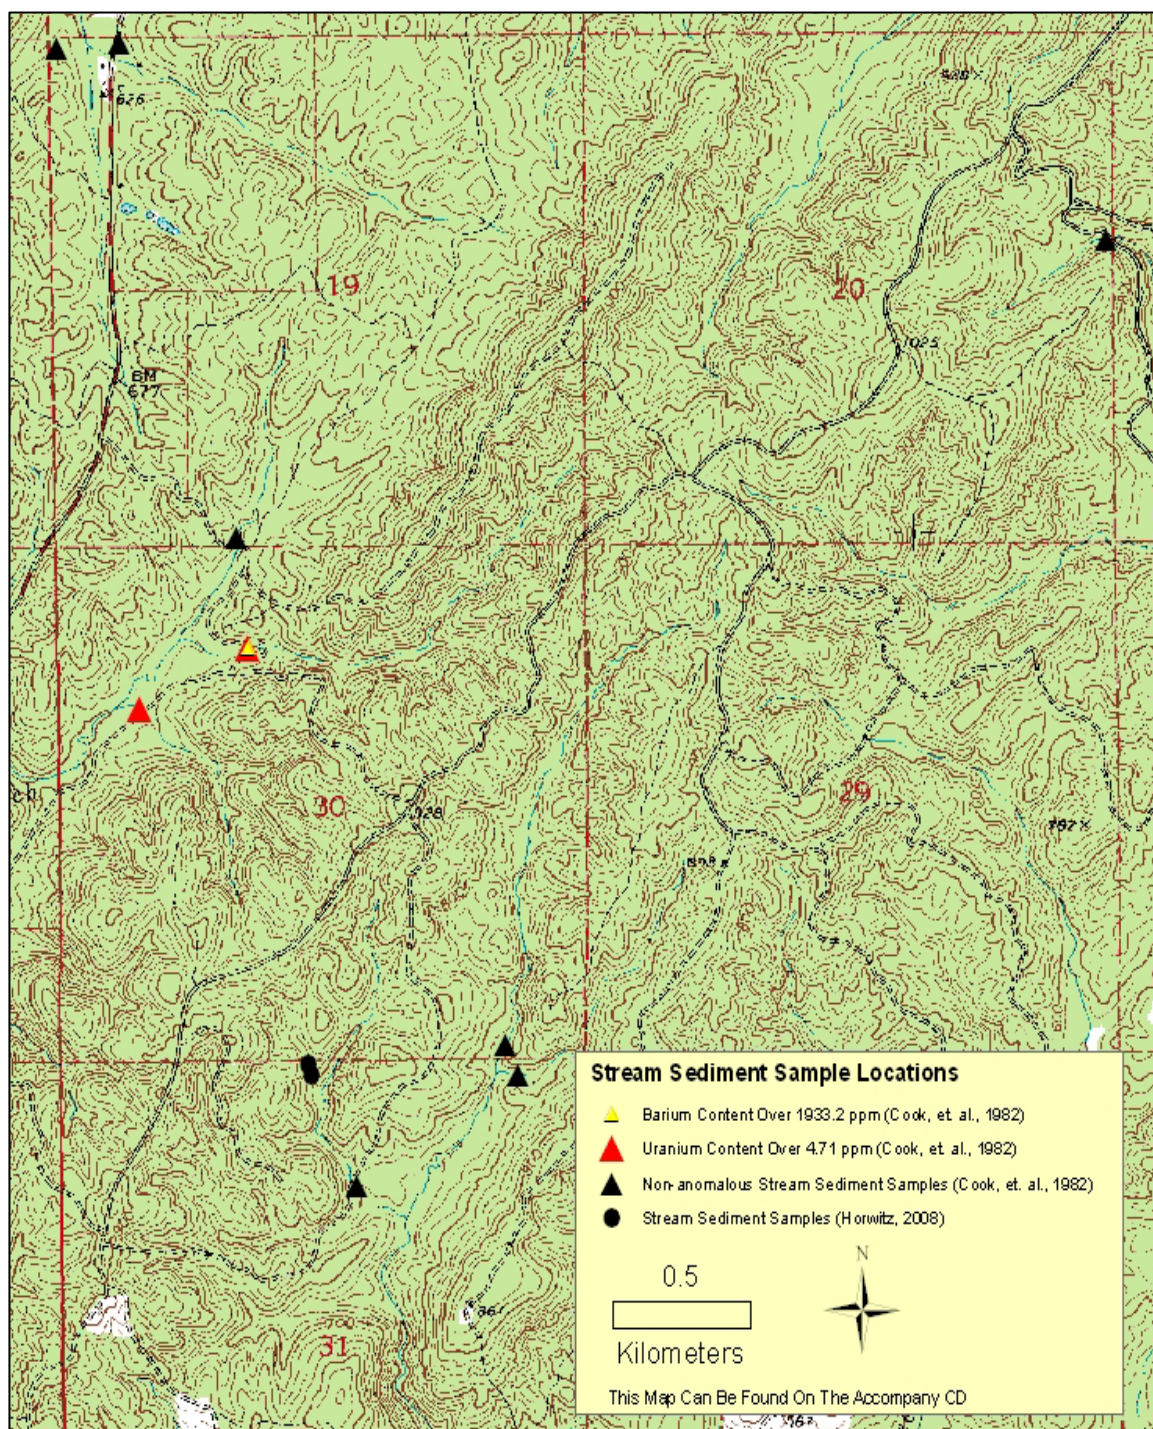 626
19
20
1025
BM
677
30
29
ch
31
Stream Sediment Sample Locations
Barium Content Over 1933.2 ppm (Cook, et. al., 1982)
Uranium Content Over 4.71 ppm (Cook, et. al., 1982)
Non-anomalous Stream Sediment Samples (Cook, et. al., 1982)
Stream Sediment Samples (Horwitz, 2008)
N
0.5
Kilometers
This Map Can Be Found On The Accompany CD